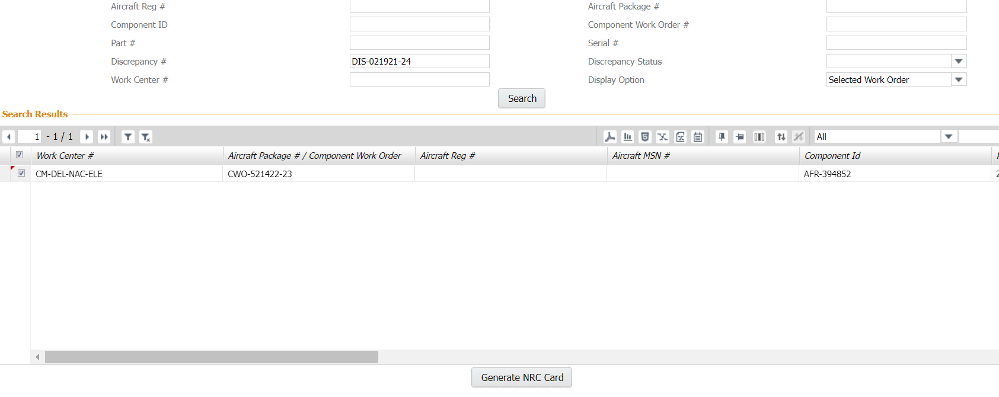 Aircraft Reg # Aircraft Package #
Component ID Component Work Order #
Part # Serial #
Discrepancy # DIS-021921-24 Discrepancy Status
Work Center # Display Option Selected Work Order
Search
Search Results
1 - 1 / 1 All
Work Center # Aircraft Package # / Component Work Order Aircraft Reg # Aircraft MSN # Component Id
CM-DEL-NAC-ELE CWO-521422-23 AFR-394852 2
Generate NRC Card